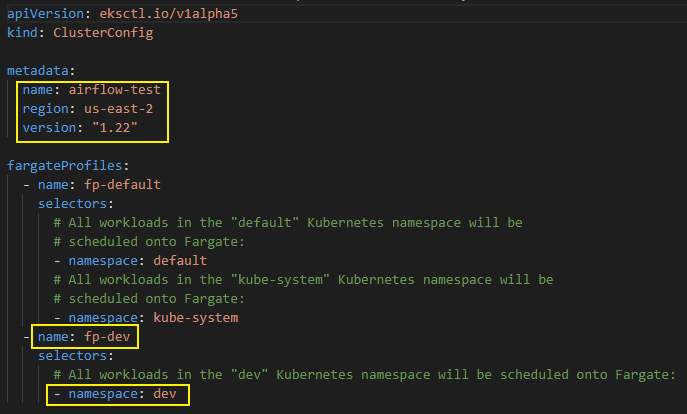 apiVersion: eksctl.io/v1alpha5
kind: ClusterConfig
metadata:
name: airflow-test
region: us-east-2
version: "1.22"
fargateProfiles:
- name: fp-default
selectors:
# All workloads in the "default" Kubernetes namespace will be
# scheduled onto Fargate:
- namespace: default
# All workloads in the "kube-system" Kubernetes namespace will be
# scheduled onto Fargate:
- namespace: kube-system
- name: fp-dev
selectors:
# All workloads in the "dev" Kubernetes namespace will be scheduled onto Fargate:
- namespace: dev